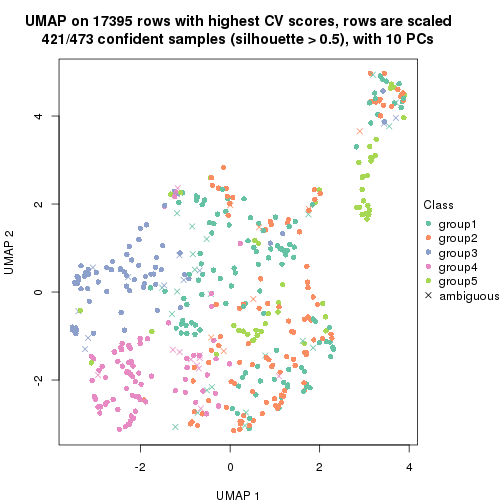 UMAP on 17395 rows with highest CV scores, rows are scaled
421/473 confident samples (silhouette > 0.5), with 10 PCs
4
2
0
-2
UMAP 2
-2
0
2
4
UMAP 1
Class
group1
group2
group3
group4
group5
ambiguous